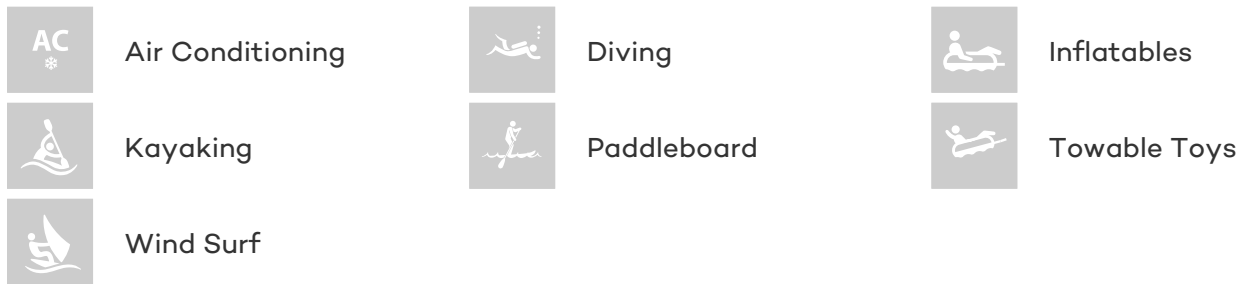 AC
Air Conditioning
Diving
Inflatables
Kayaking
Paddleboard
Towable Toys
Wind Surf